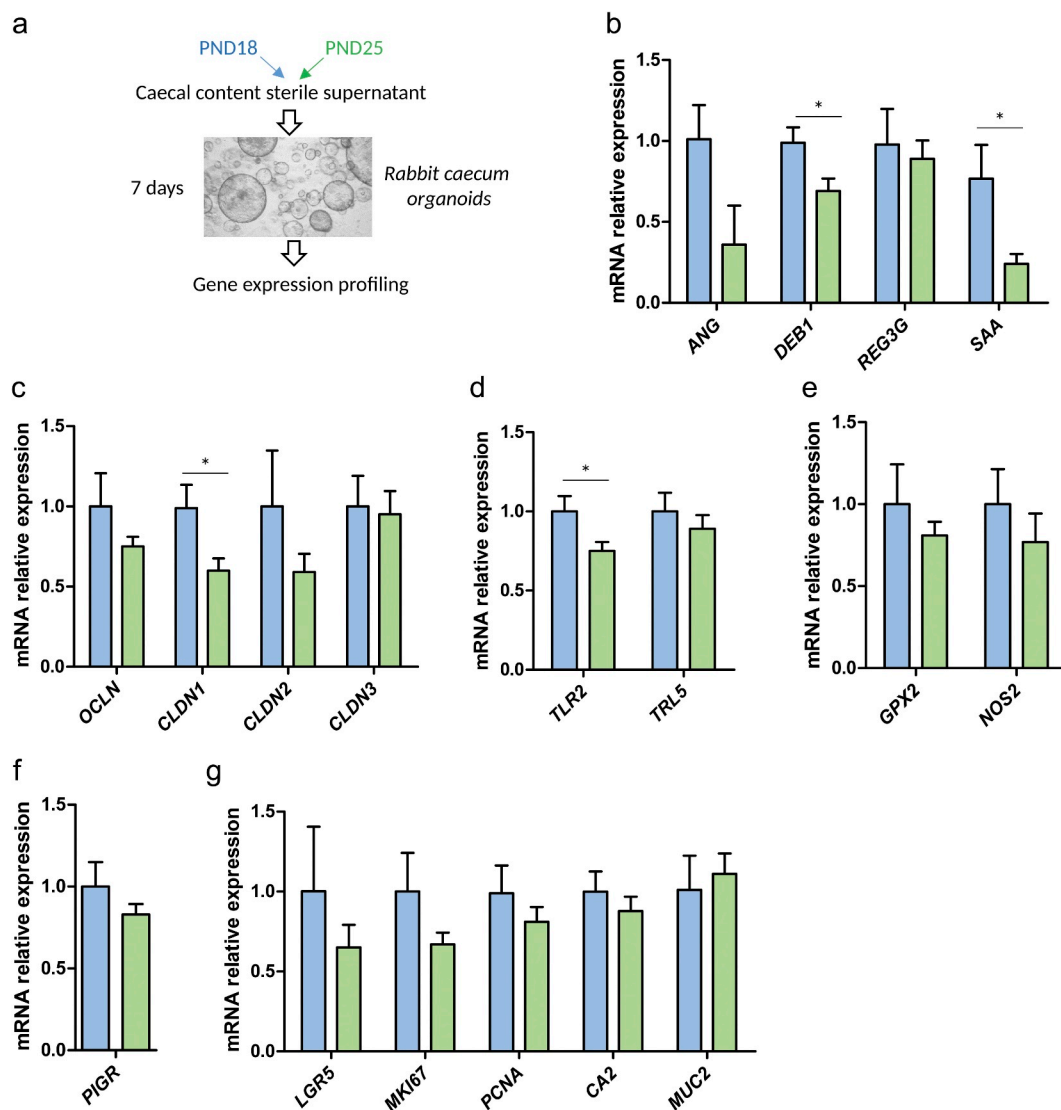 a
PND18 PND25
Caecal content sterile supernatant
7 days
Rabbit caecum
organoids
Gene expression profiling
b
mRNA relative expression
1.5
1.0
0.5
0.0
*
*
ANG
DEB1
REG3G
SAA
c
mRNA relative expression
1.5
1.0
0.5
0.0
*
OCLN
CLDN1
CLDN2
CLDN3
d
mRNA relative expression
1.5
1.0
0.5
0.0
*
TLR2
TRL5
e
mRNA relative expression
1.5
1.0
0.5
0.0
GPX2
NOS2
f
mRNA relative expression
1.5
1.0
0.5
0.0
PIGR
g
mRNA relative expression
1.5
1.0
0.5
0.0
LGR5
MKI67
PCNA
CA2
MUC2